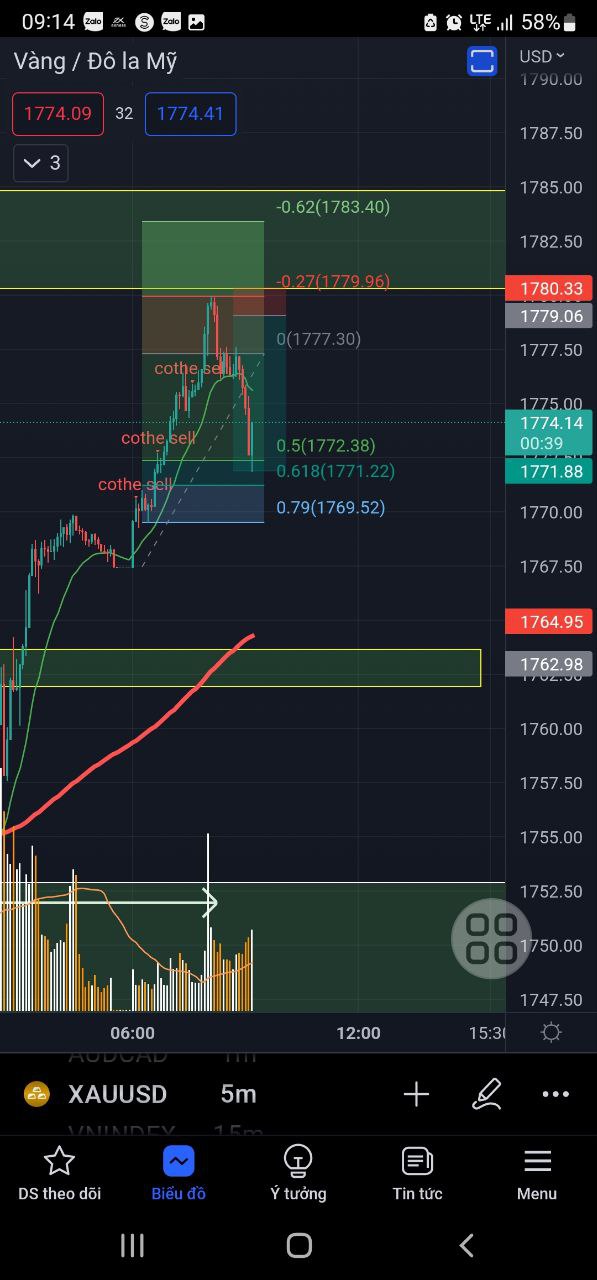 09:14 Zalo exness S Zalo LTE 58%
Vàng / Đô la Mỹ
USD
1790.00
1774.09 32 1774.41
1787.50
3
1785.00
-0.62(1783.40)
1782.50
-0.27(1779.96)
1780.33
1779.06
0(1777.30)
1777.50
cothe sell
1775.00
1774.14
00:39
cothe sell
0.5(1772.38)
0.618(1771.22)
1771.88
cothe sell
0.79(1769.52)
1770.00
1767.50
1764.95
1762.98
1762.50
1760.00
1757.50
1755.00
1752.50
1750.00
1747.50
06:00 12:00 15:30
AUDCAD 1m
XAUUSD 5m
VNINDEX 15m
DS theo dõi Biểu đồ Ý tưởng Tin tức Menu